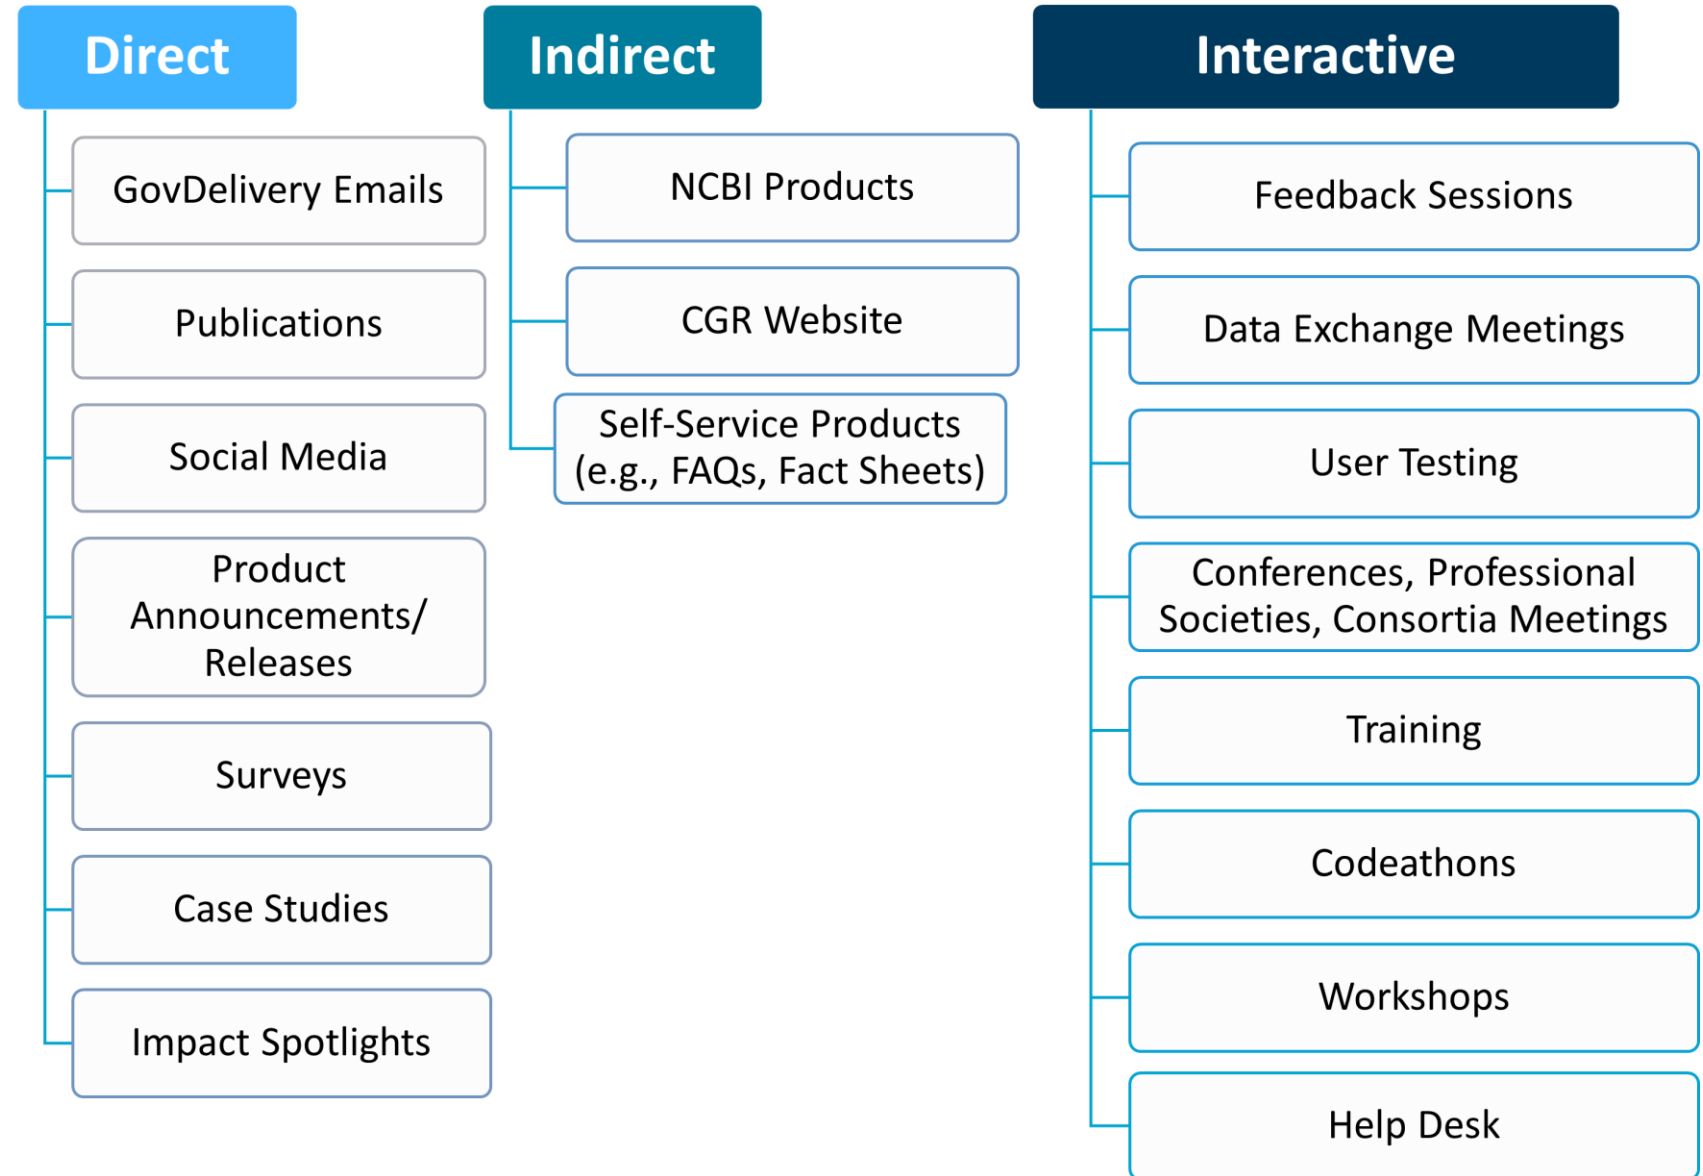 Direct
GovDelivery Emails
Publications
Social Media
Product
Announcements/
Releases
Surveys
Case Studies
Impact Spotlights
Indirect
NCBI Products
CGR Website
Self-Service Products
(e.g., FAQs, Fact Sheets)
Interactive
Feedback Sessions
Data Exchange Meetings
User Testing
Conferences, Professional
Societies, Consortia Meetings
Training
Codeathons
Workshops
Help Desk